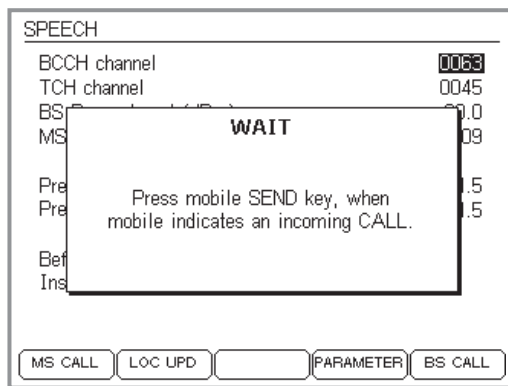 SPEECH
BCCH channel 0063
TCH channel 0045
BS
MS 09
WAIT
Pre .5
Pre .5
Press mobile SEND key, when
mobile indicates an incoming CALL.
Bef
Ins
MS CALL LOC UPD PARAMETER BS CALL